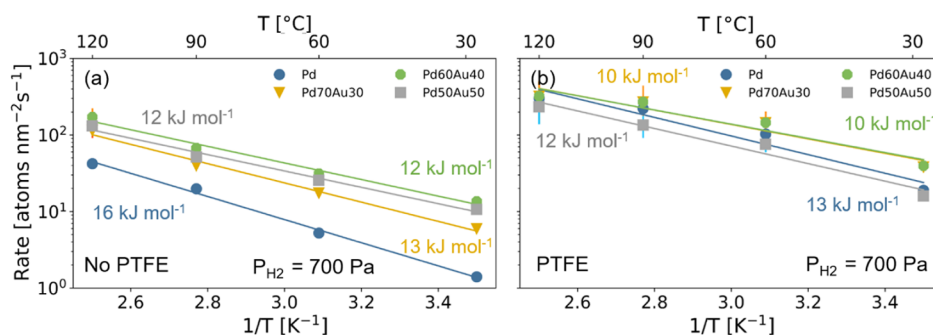 T [°C]
120 90 60 30
(a)
Pd
Pd60Au40
Pd70Au30
Pd50Au50
12 kJ mol-1
12 kJ mol-1
16 kJ mol-1
13 kJ mol-1
No PTFE
PH2 = 700 Pa
Rate [atoms nm−2s−1]
10³
10²
10¹
10⁰
2.6 2.8 3.0 3.2 3.4
1/T [K−1]
T [°C]
120 90 60 30
(b)
10 kJ mol-1
Pd
Pd60Au40
Pd70Au30
Pd50Au50
12 kJ mol-1
10 kJ mol-1
13 kJ mol-1
PTFE
PH2 = 700 Pa
2.6 2.8 3.0 3.2 3.4
1/T [K−1]